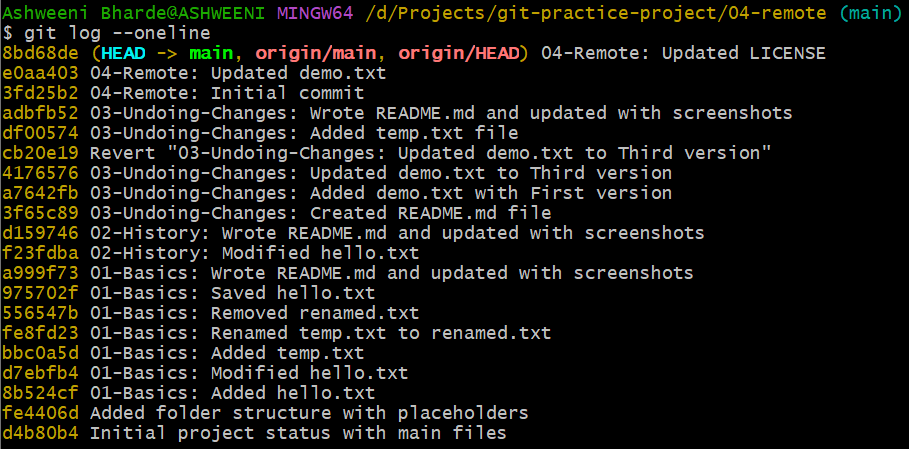 Ashweeni Bharde@ASHWEENI MINGW64 /d/Projects/git-practice-project/04-remote (main)
$ git log --oneline
8bd68de (HEAD -> main, origin/main, origin/HEAD) 04-Remote: Updated LICENSE
e0aa403 04-Remote: Updated demo.txt
3fd25b2 04-Remote: Initial commit
adbfb52 03-Undoing-Changes: Wrote README.md and updated with screenshots
df00574 03-Undoing-Changes: Added temp.txt file
cb20e19 Revert "03-Undoing-Changes: Updated demo.txt to Third version"
4176576 03-Undoing-Changes: Updated demo.txt to Third version
a7642fb 03-Undoing-Changes: Added demo.txt with First version
3f65c89 03-Undoing-Changes: Created README.md file
d159746 02-History: Wrote README.md and updated with screenshots
f23fdba 02-History: Modified hello.txt
a999f73 01-Basics: Wrote README.md and updated with screenshots
975702f 01-Basics: Saved hello.txt
556547b 01-Basics: Removed renamed.txt
fe8fd23 01-Basics: Renamed temp.txt to renamed.txt
bbc0a5d 01-Basics: Added temp.txt
d7ebfb4 01-Basics: Modified hello.txt
8b524cf 01-Basics: Added hello.txt
fe4406d Added folder structure with placeholders
d4b80b4 Initial project status with main files